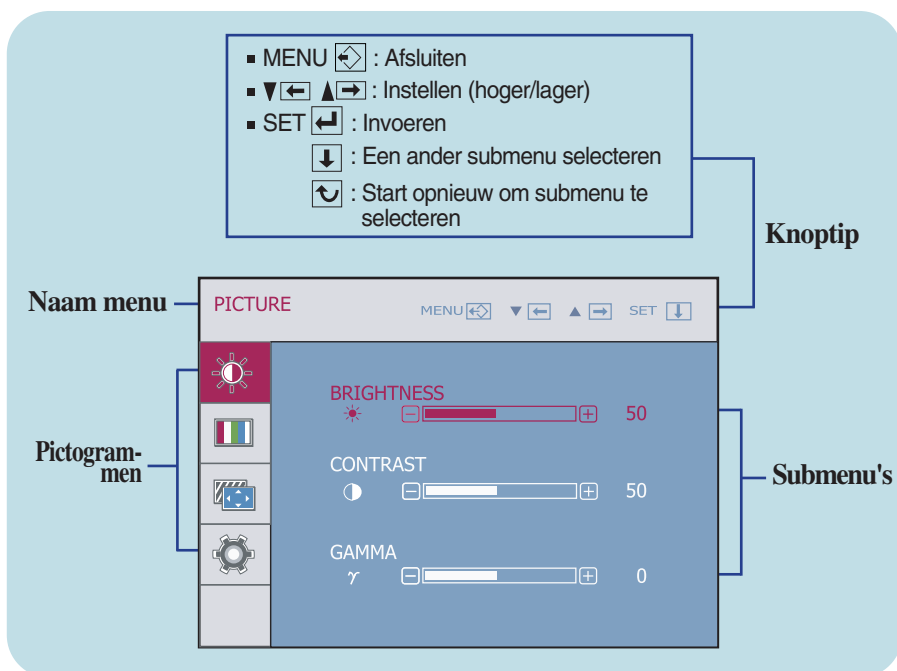 MENU : Afsluiten
: Instellen (hoger/lager)
SET : Invoeren
: Een ander submenu selecteren
: Start opnieuw om submenu te
selecteren
Knoptip
Naam menu
PICTURE
MENU ▼ ▲ SET
Pictogram-
men
BRIGHTNESS
50
CONTRAST
50
GAMMA
γ 0
Submenu's